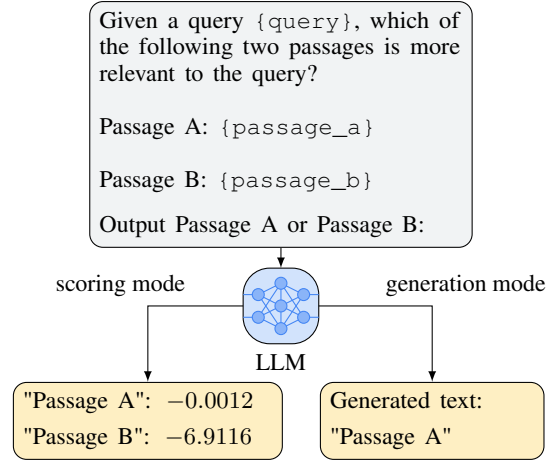 Given a query {query}, which of
the following two passages is more
relevant to the query?
Passage A: {passage_a}
Passage B: {passage_b}
Output Passage A or Passage B:
scoring mode
generation mode
LLM
"Passage A": −0.0012
"Passage B": −6.9116
Generated text:
"Passage A"